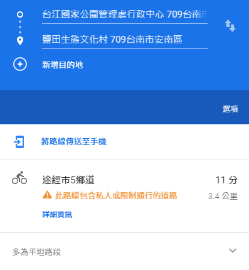 台江國家公園管理處行政中心 709台南
鹽田生態文化村 709台南市安南區
新增目的地
選項
將路線傳送至手機
途經市5鄉道 11 分
此路線包含私人或限制通行的道路 3.4 公里
詳細資訊
多為平坦路段